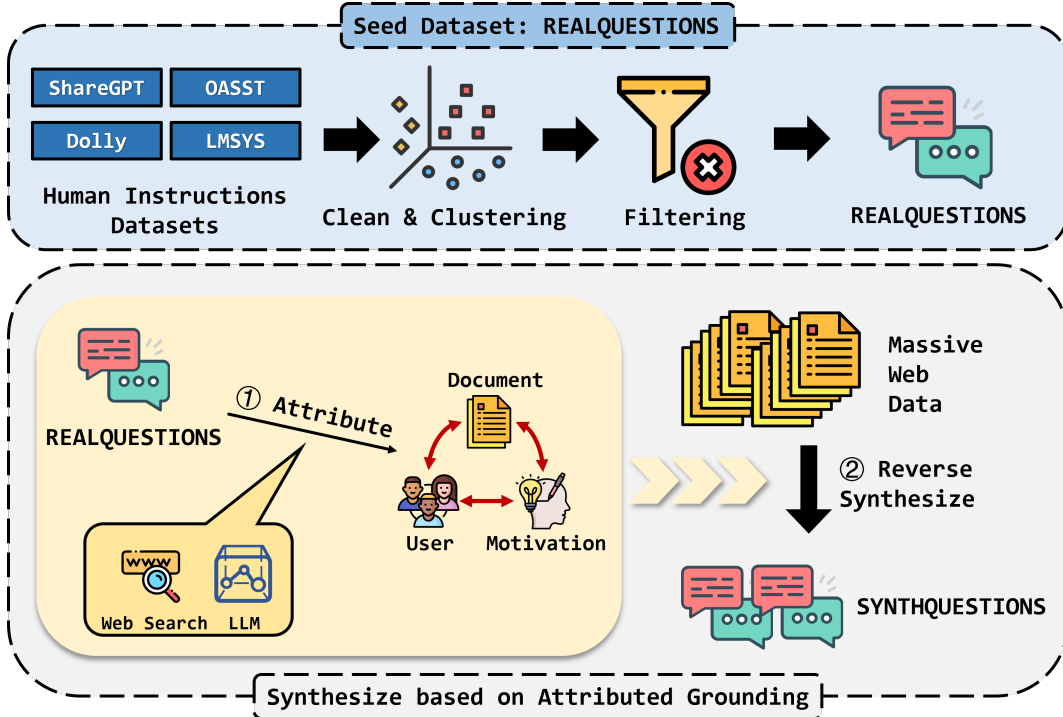 Seed Dataset: REALQUESTIONS
ShareGPT
OASST
Dolly
LMSYS
Human Instructions
Datasets
Clean & Clustering
Filtering
REALQUESTIONS
REALQUESTIONS
① Attribute
Document
User
Motivation
WWW
Web Search
LLM
Massive
Web
Data
② Reverse
Synthesize
SYNTHQUESTIONS
Synthesize based on Attributed Grounding